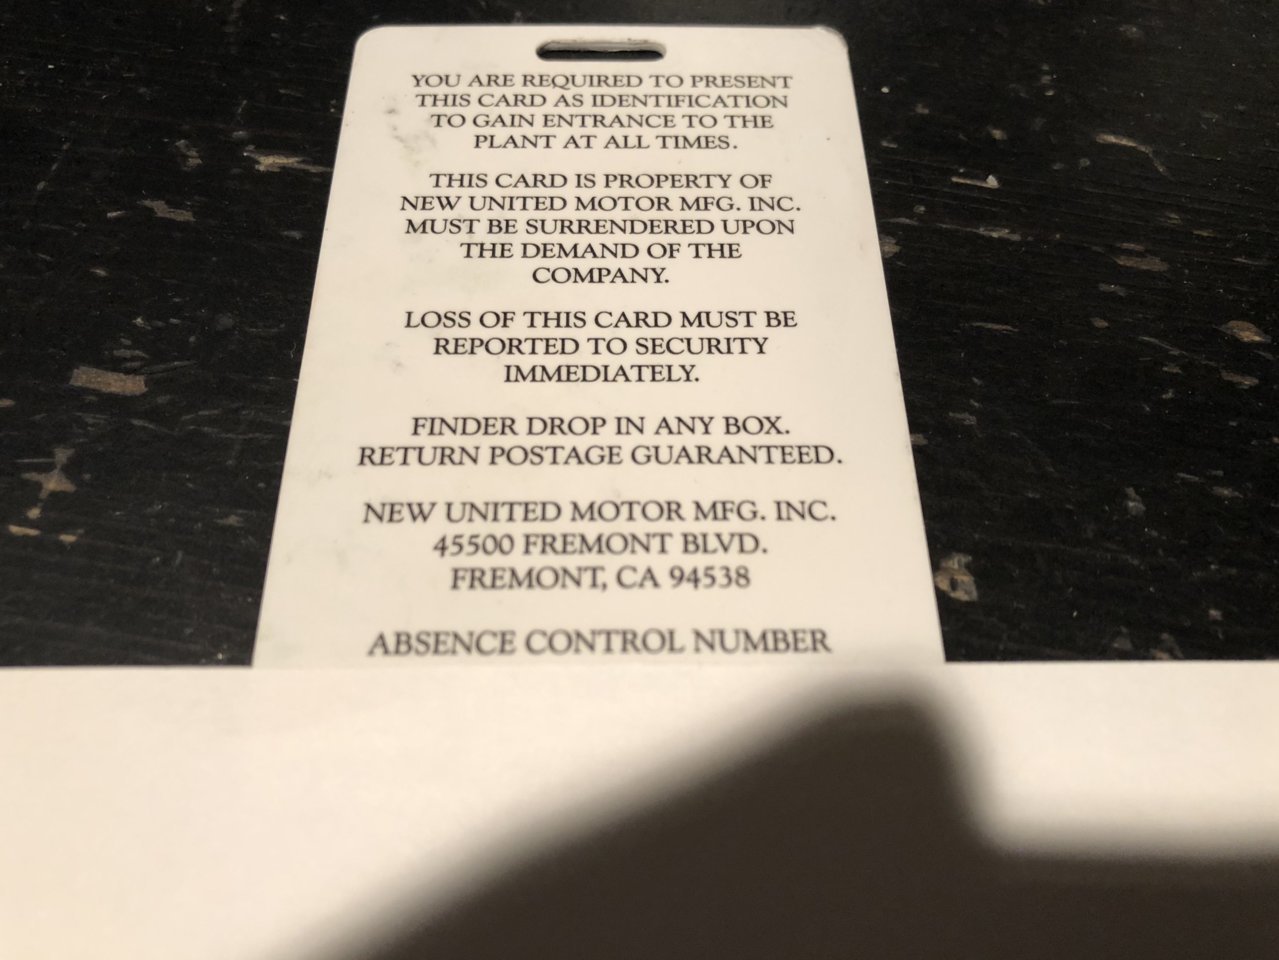 YOU ARE REQUIRED TO PRESENT
THIS CARD AS IDENTIFICATION
TO GAIN ENTRANCE TO THE
PLANT AT ALL TIMES.
THIS CARD IS PROPERTY OF
NEW UNITED MOTOR MFG. INC.
MUST BE SURRENDERED UPON
THE DEMAND OF THE
COMPANY.
LOSS OF THIS CARD MUST BE
REPORTED TO SECURITY
IMMEDIATELY.
FINDER DROP IN ANY BOX.
RETURN POSTAGE GUARANTEED.
NEW UNITED MOTOR MFG. INC.
45500 FREMONT BLVD.
FREMONT, CA 94538
ABSENCE CONTROL NUMBER